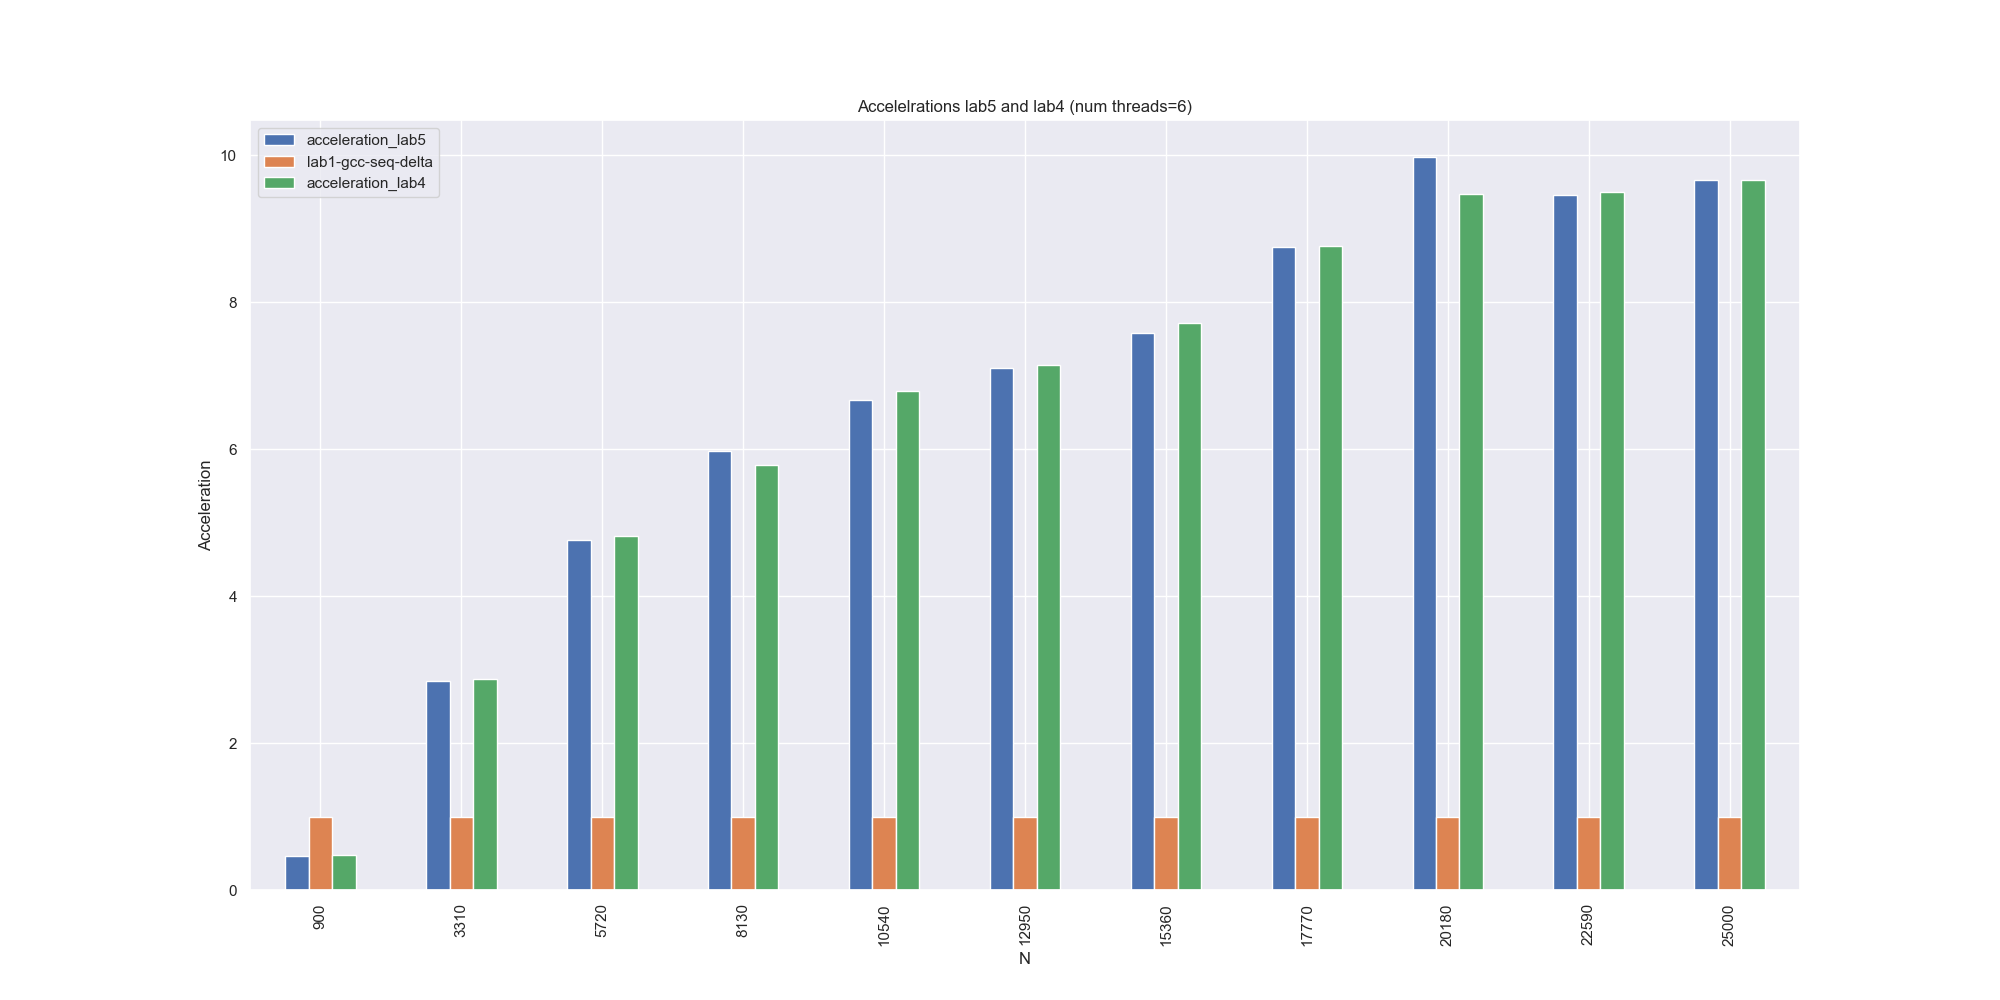 Accelelrations lab5 and lab4 (num threads=6)
acceleration_lab5
lab1-gcc-seq-delta
acceleration_lab4
Acceleration
10
8
6
4
2
0
900
3310
5720
8130
10540
12950
15360
17770
20180
22590
25000
N